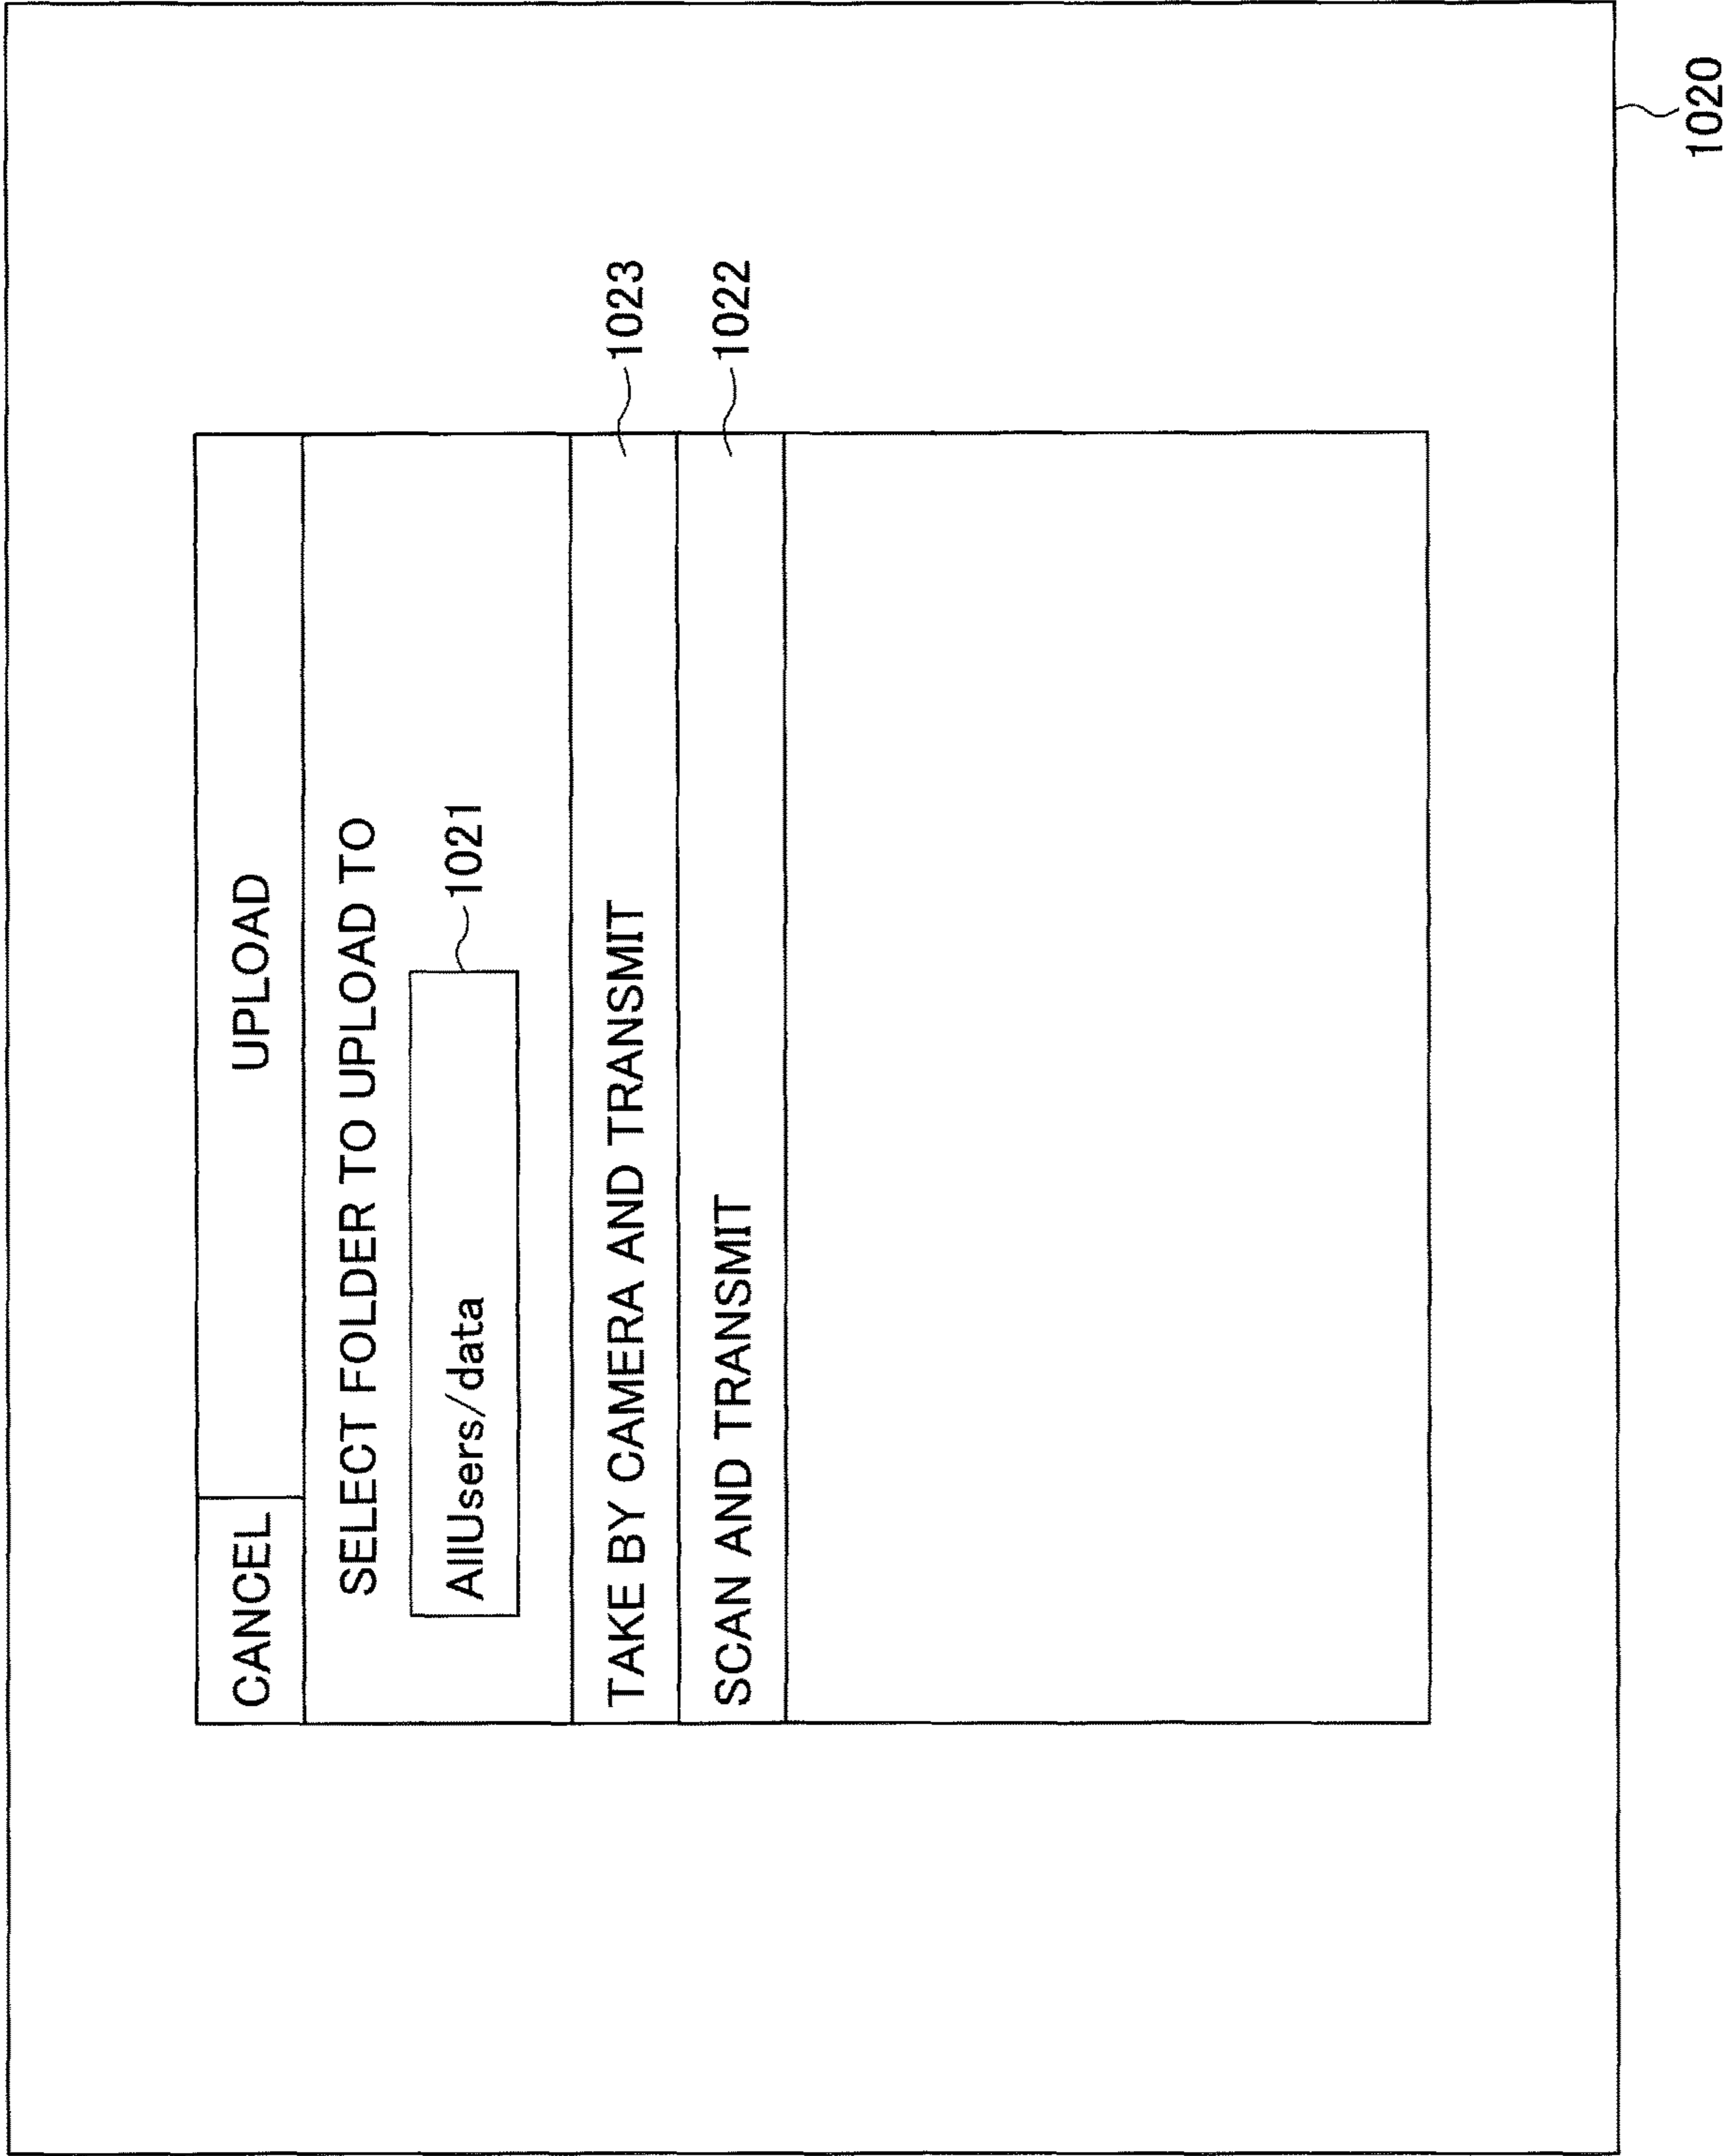 CANCEL UPLOAD
SELECT FOLDER TO UPLOAD TO
AllUsers/data 1021
TAKE BY CAMERA AND TRANSMIT 1023
SCAN AND TRANSMIT 1022
1020